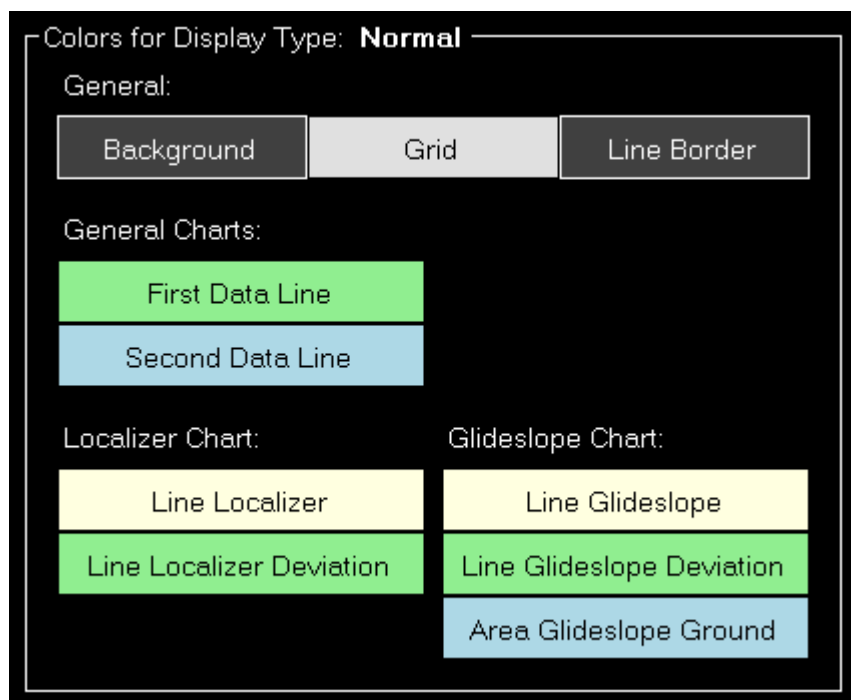 Colors for Display Type: Normal
General:
Background Grid Line Border
General Charts:
First Data Line
Second Data Line
Localizer Chart: Glideslope Chart:
Line Localizer Line Glideslope
Line Localizer Deviation Line Glideslope Deviation
Area Glideslope Ground